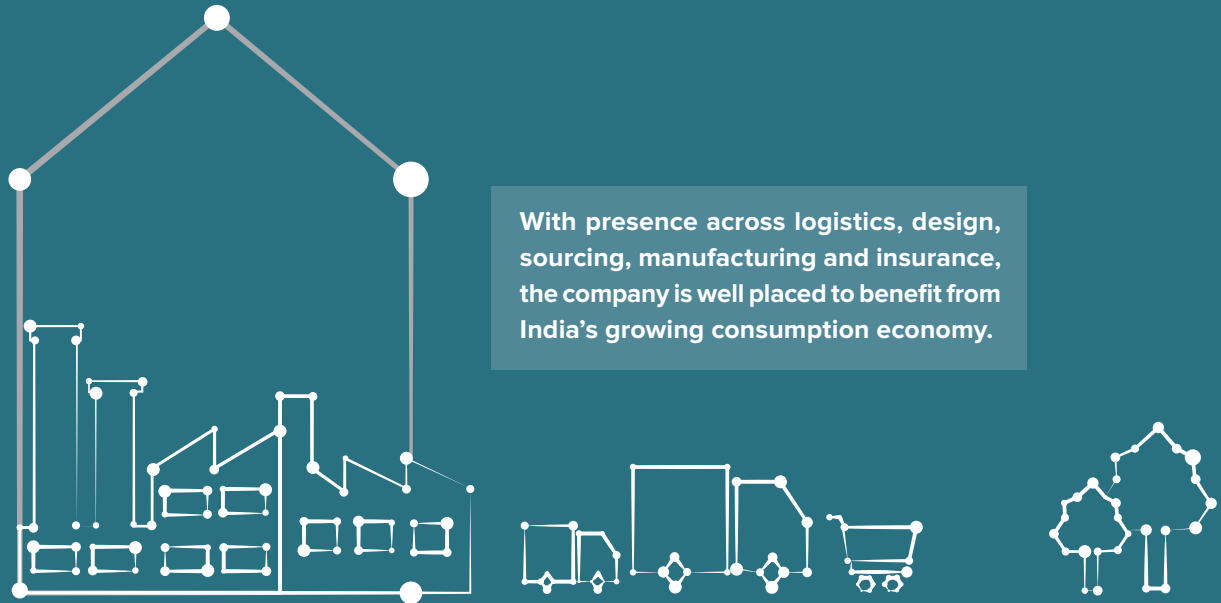 With presence across logistics, design,
sourcing, manufacturing and insurance,
the company is well placed to benefit from
India’s growing consumption economy.